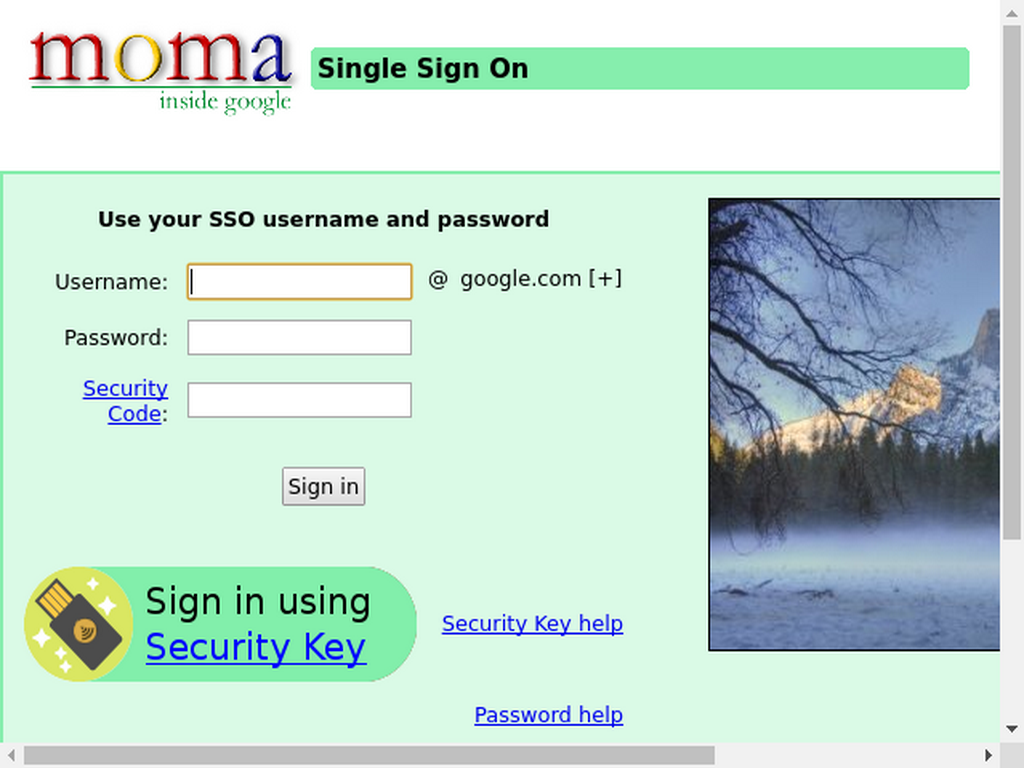 moma
inside google
Single Sign On
Use your SSO username and password
Username:
@ google.com [+]
Password:
Security
Code:
Sign in
Sign in using
Security Key
Security Key help
Password help